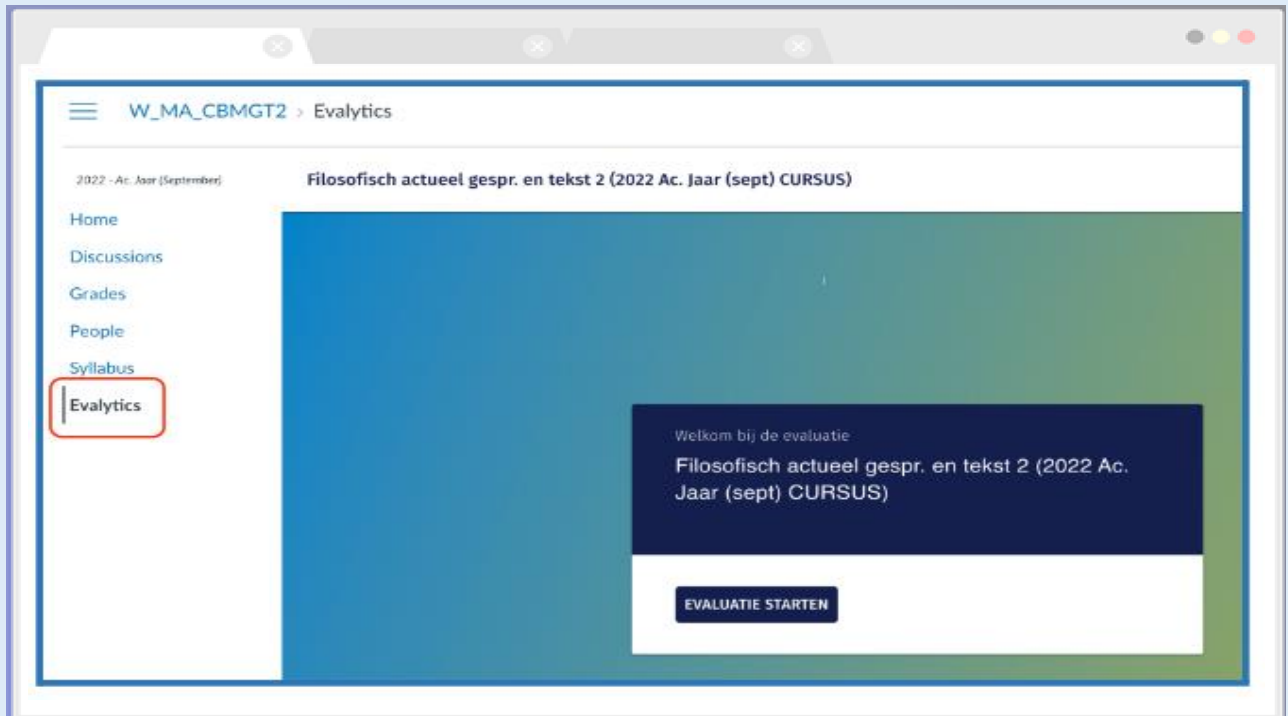 W_MA_CBMGT2 > Evalytics
2022 - Ac. Jaar (September)
Filosofisch actueel gespr. en tekst 2 (2022 Ac. Jaar (sept) CURSUS)
Home
Discussions
Grades
People
Syllabus
Evalytics
Welkom bij de evaluatie
Filosofisch actueel gespr. en tekst 2 (2022 Ac.
Jaar (sept) CURSUS)
EVALUATIE STARTEN